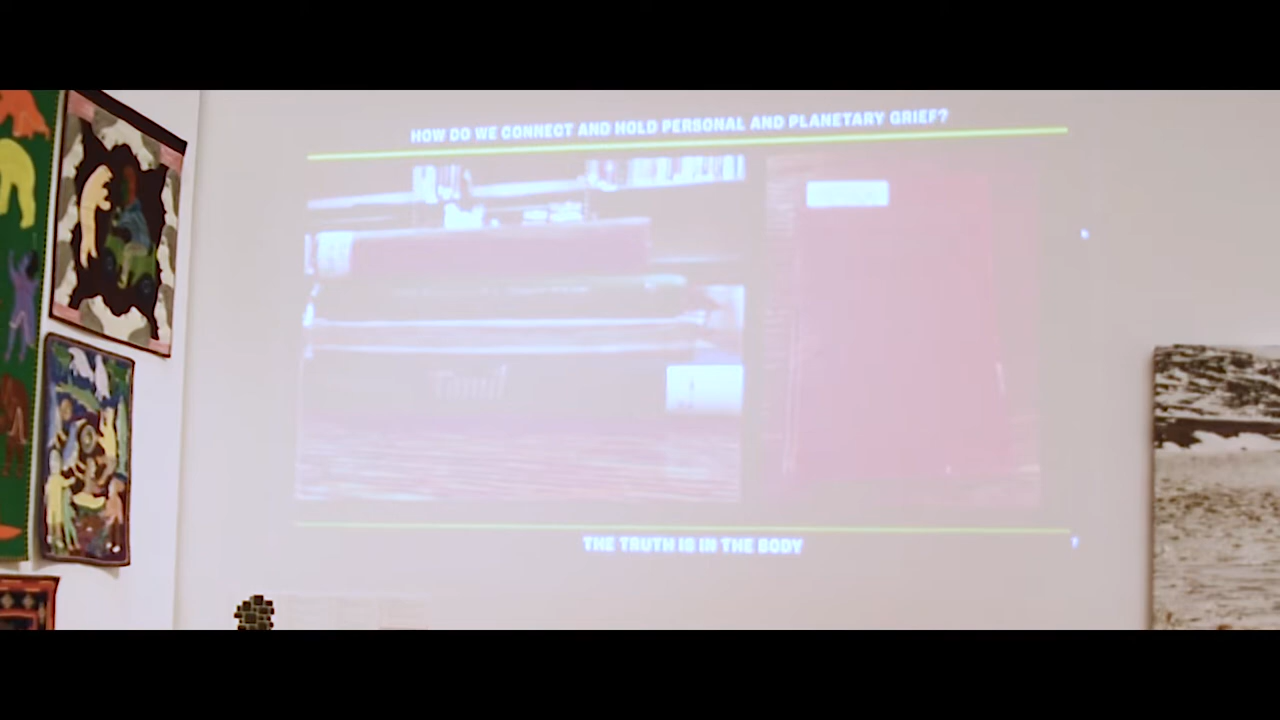 HOW DO WE CONNECT AND HOLD PERSONAL AND PLANETARY GRIEF?
THE TRUTH IS IN THE BODY